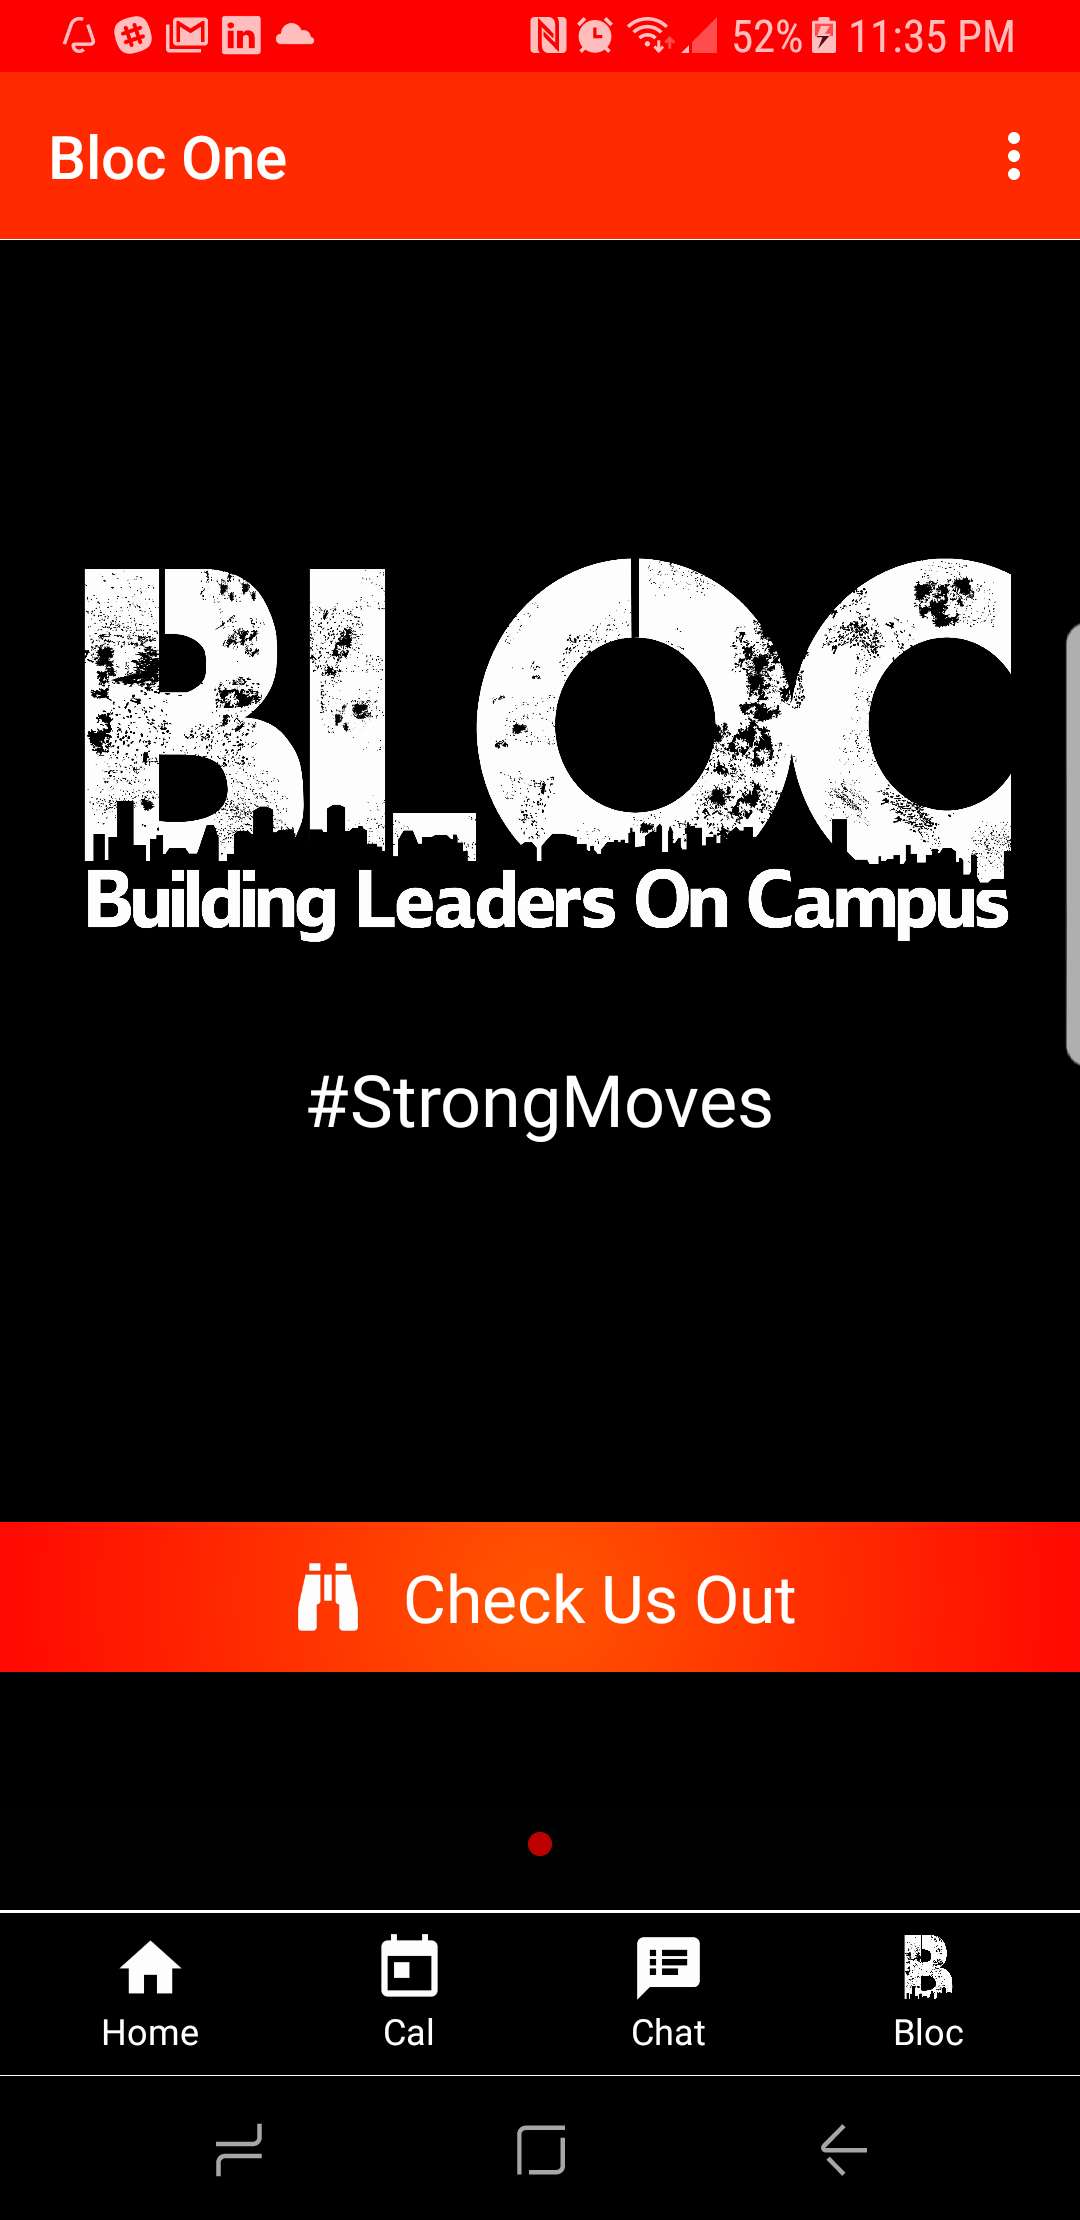 52% 11:35 PM
Bloc One
BLOC
Building Leaders On Campus
#StrongMoves
Check Us Out
Home Cal Chat Bloc